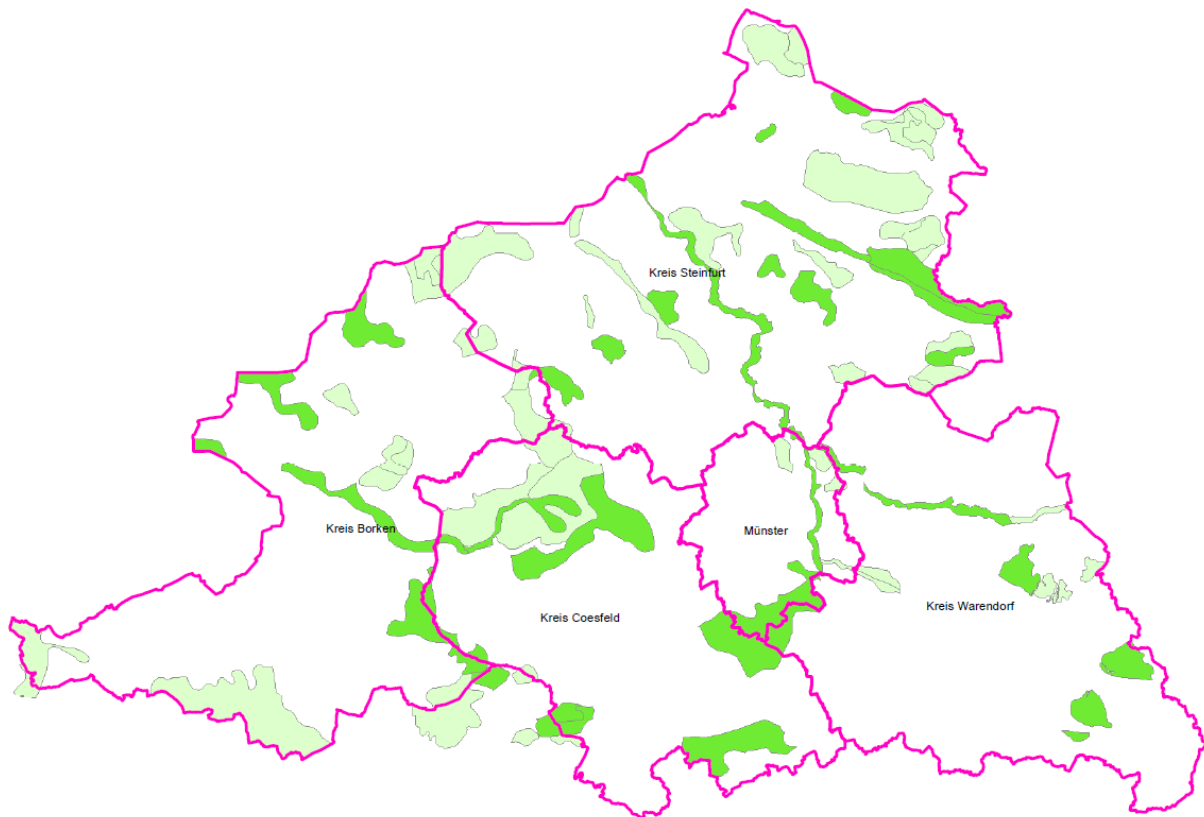 Kreis Steinfurt
Kreis Borken
Münster
Kreis Warendorf
Kreis Coesfeld